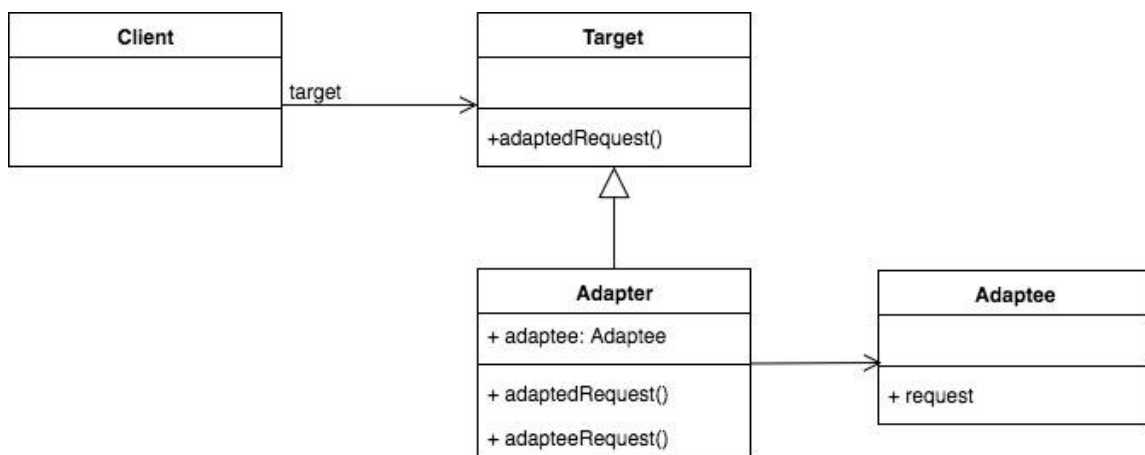 Client
Target
target
+adaptedRequest()
Adapter
+ adaptee: Adaptee
+ adaptedRequest()
+ adapteeRequest()
Adaptee
+ request